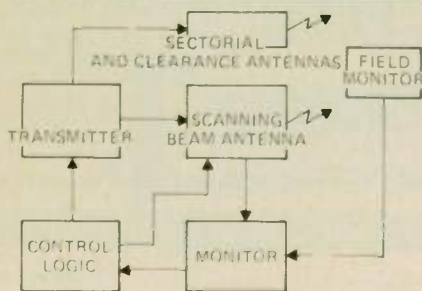 SECTORIAL
AND CLEARANCE ANTENNAS
FIELD
MONITOR
TRANSMITTER
SCANNING
BEAM ANTENNA
CONTROL
LOGIC
MONITOR